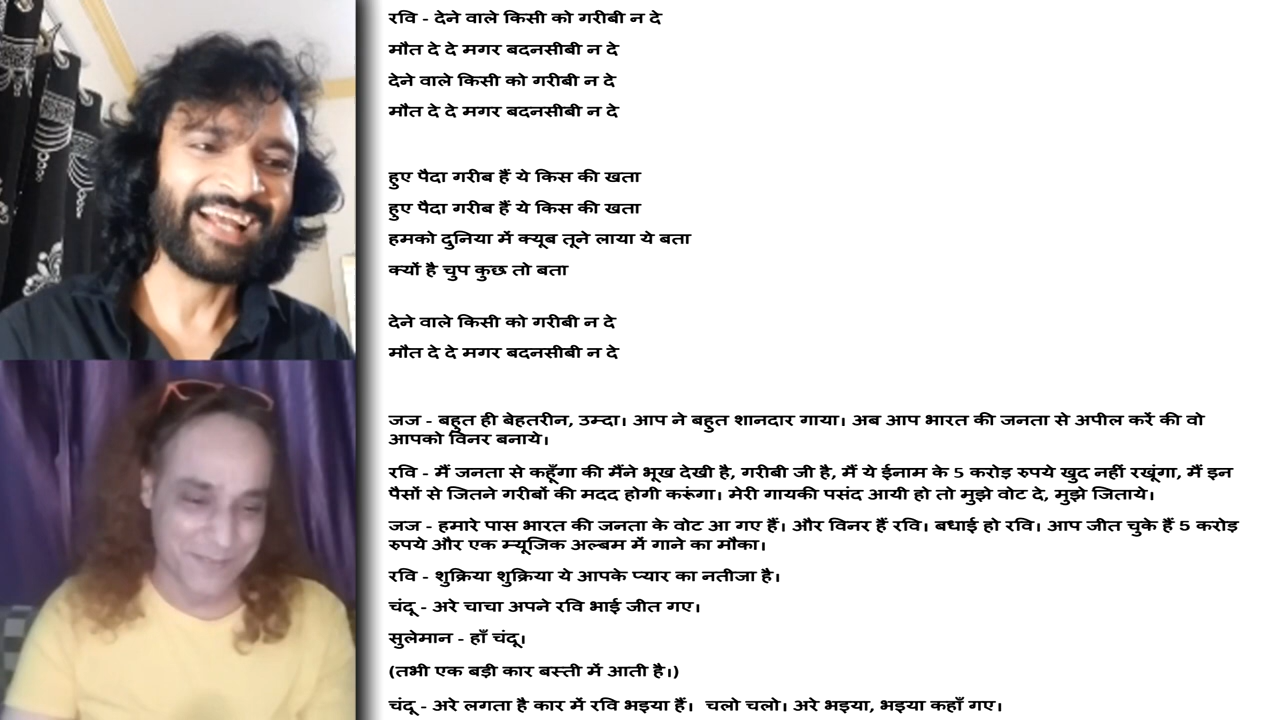 रवि - देने वाले किसी को गरीबी न दे
मौत दे दे मगर बदनसीबी न दे
देने वाले किसी को गरीबी न दे
मौत दे दे मगर बदनसीबी न दे
हुए पैदा गरीब हैं ये किस की खता
हुए पैदा गरीब हैं ये किस की खता
हमको दुनिया में क्यूब तूने लाया ये बता
क्यों है चुप कुछ तो बता
देने वाले किसी को गरीबी न दे
मौत दे दे मगर बदनसीबी न दे
जज - बहुत ही बेहतरीन, उम्दा। आप ने बहुत शानदार गाया। अब आप भारत की जनता से अपील करें की वो
आपको विनर बनाये।
रवि - मैं जनता से कहूँगा की मैंने भूख देखी है, गरीबी जी है, मैं ये ईनाम के 5 करोड़ रुपये खुद नहीं रखूंगा, मैं इन
पैसों से जितने गरीबों की मदद होगी करूंगा। मेरी गायकी पसंद आयी हो तो मुझे वोट दे, मुझे जिताये।
जज - हमारे पास भारत की जनता के वोट आ गए हैं। और विनर हैं रवि। बधाई हो रवि। आप जीत चुके हैं 5 करोड़
रुपये और एक म्यूजिक अल्बम में गाने का मौका।
रवि - शुक्रिया शुक्रिया ये आपके प्यार का नतीजा है।
चंदू - अरे चाचा अपने रवि भाई जीत गए।
सुलेमान - हाँ चंदू।
(तभी एक बड़ी कार बस्ती में आती है।)
चंदू - अरे लगता है कार में रवि भइया हैं। चलो चलो। अरे भइया, भइया कहाँ गए।